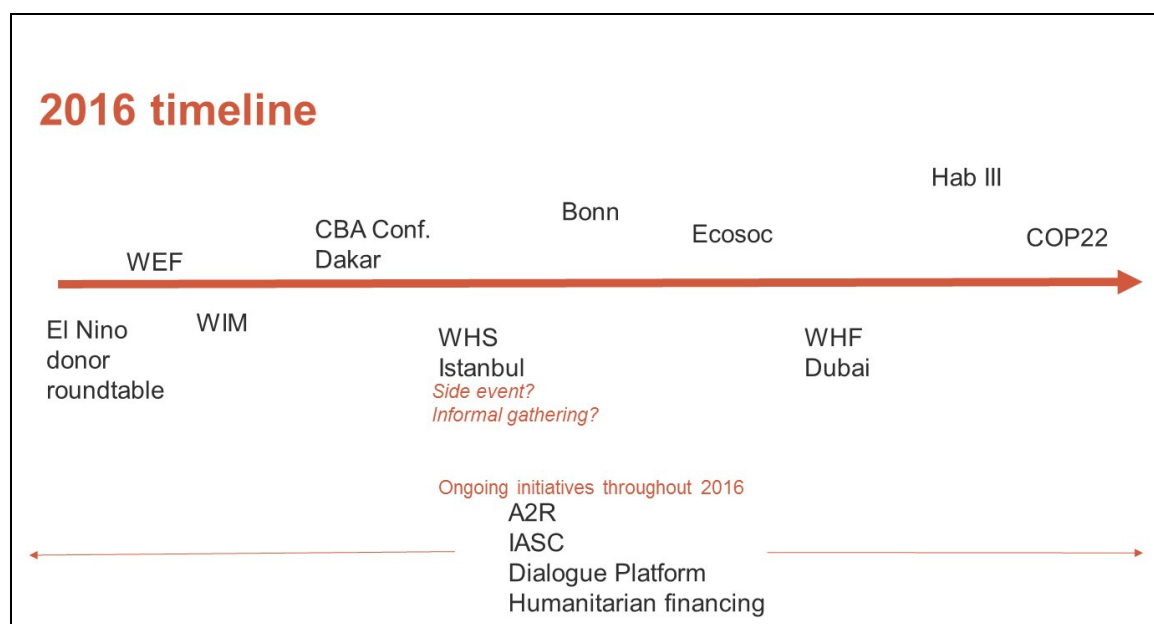 2016 timeline
Hab III
Bonn
CBA Conf.
Dakar
Ecosoc
COP22
WEF
El Nino
donor
roundtable
WIM
WHS
Istanbul
Side event?
Informal gathering?
WHF
Dubai
Ongoing initiatives throughout 2016
A2R
IASC
Dialogue Platform
Humanitarian financing